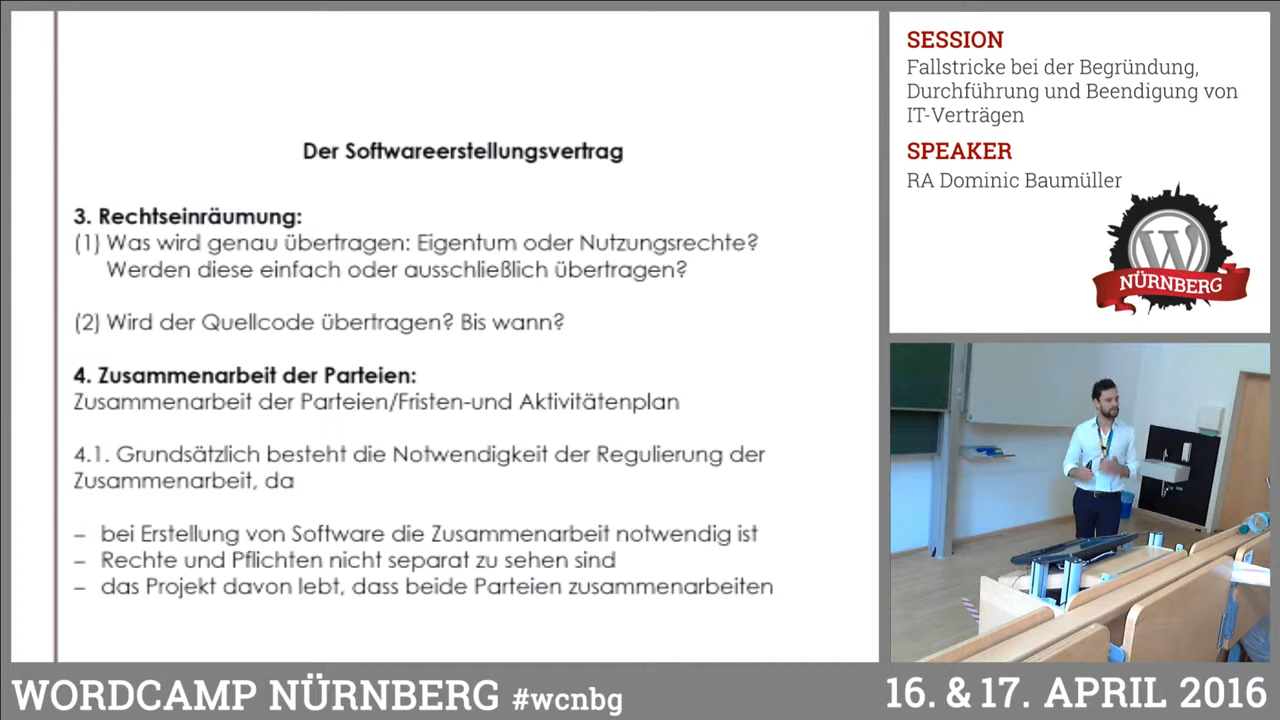 Der Softwareerstellungsvertrag
3. Rechtseinräumung:
(1) Was wird genau übertragen: Eigentum oder Nutzungsrechte?
Werden diese einfach oder ausschließlich übertragen?
(2) Wird der Quellcode übertragen? Bis wann?
4. Zusammenarbeit der Parteien:
Zusammenarbeit der Parteien/Fristen-und Aktivitätenplan
4.1. Grundsätzlich besteht die Notwendigkeit der Regulierung der
Zusammenarbeit, da
– bei Erstellung von Software die Zusammenarbeit notwendig ist
– Rechte und Pflichten nicht separat zu sehen sind
– das Projekt davon lebt, dass beide Parteien zusammenarbeiten
SESSION
Fallstricke bei der Begründung,
Durchführung und Beendigung von
IT-Verträgen
SPEAKER
RA Dominic Baumüller
W
NÜRNBERG
WORDCAMP NÜRNBERG #wcnbg
16. & 17. APRIL 2016